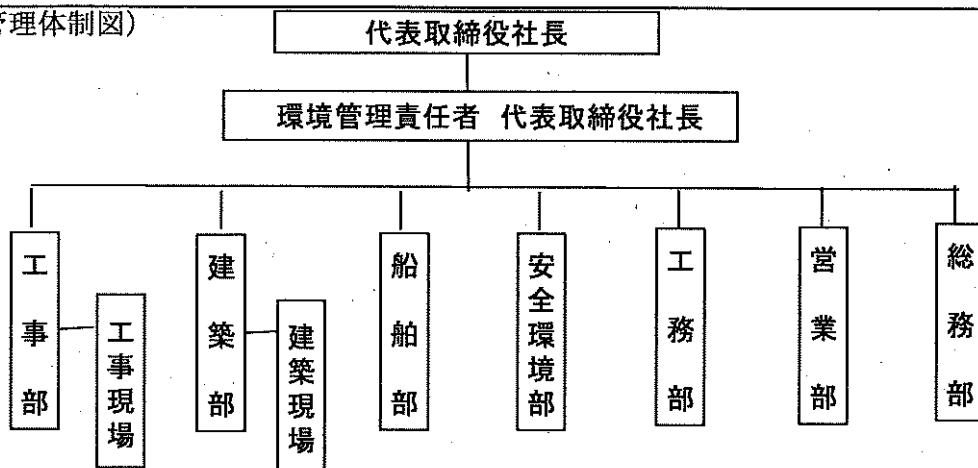 管理体制図)
代表取締役社長
環境管理責任者 代表取締役社長
工事部
工事現場
建築部
建築現場
船舶部
安全環境部
工務部
営業部
総務部